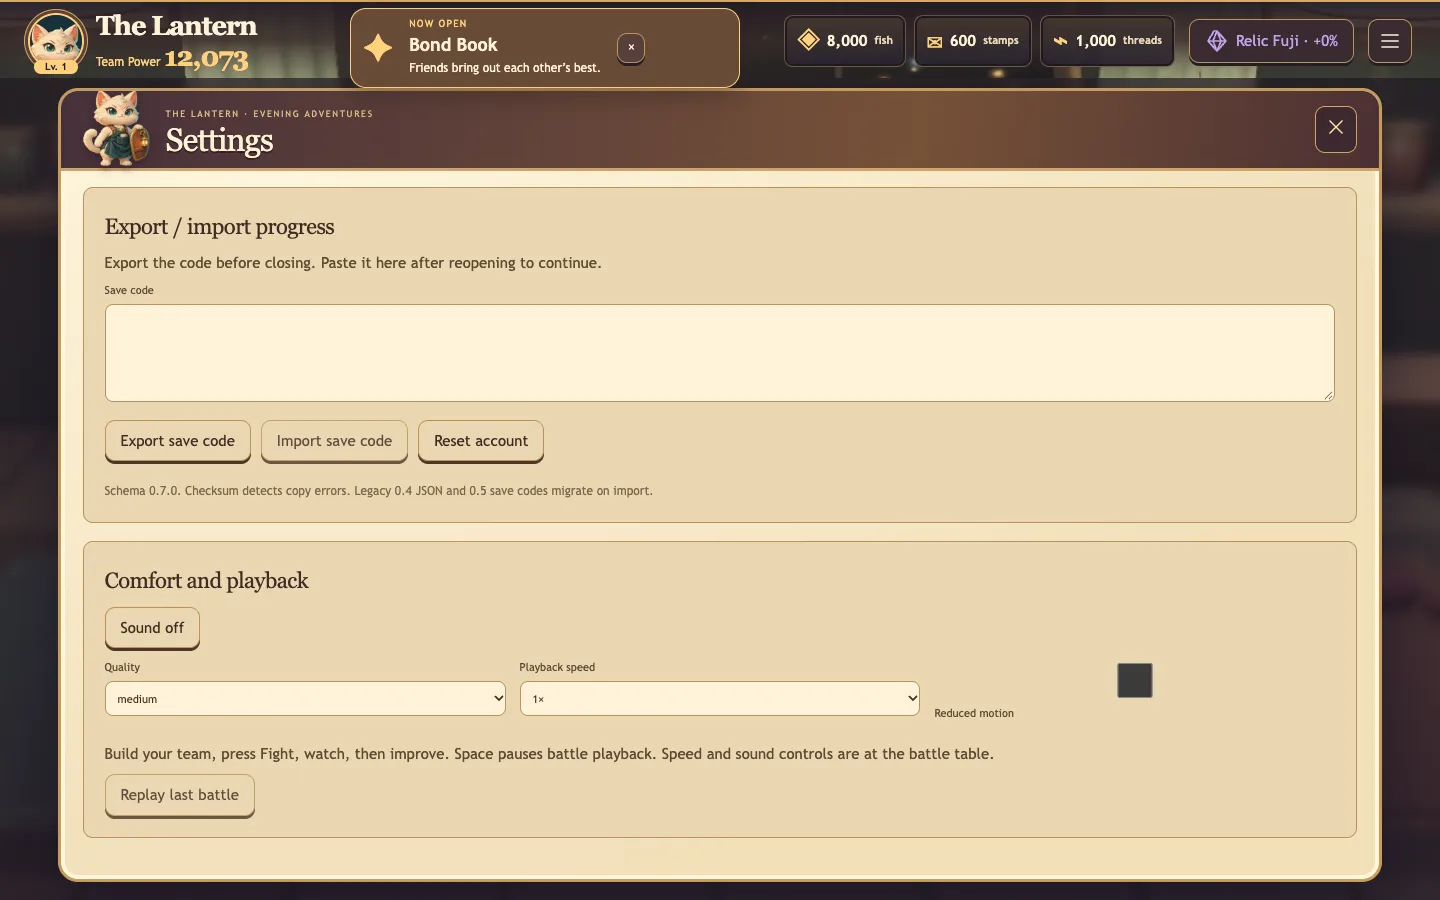 The Lantern
Lv. 1
Team Power 12,073
NOW OPEN
Bond Book
Friends bring out each other's best.
×
8,000 fish
600 stamps
1,000 threads
Relic Fuji · +0%
THE LANTERN · EVENING ADVENTURES
Settings
Export / import progress
Export the code before closing. Paste it here after reopening to continue.
Save code
Export save code
Import save code
Reset account
Schema 0.7.0. Checksum detects copy errors. Legacy 0.4 JSON and 0.5 save codes migrate on import.
Comfort and playback
Sound off
Quality
medium
Playback speed
1×
Reduced motion
Build your team, press Fight, watch, then improve. Space pauses battle playback. Speed and sound controls are at the battle table.
Replay last battle